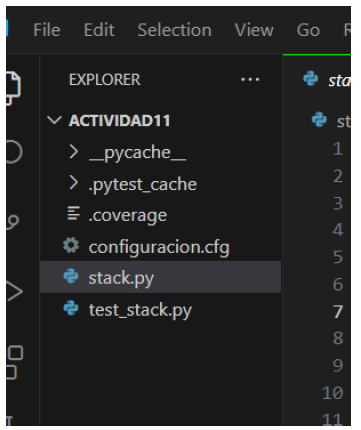 File Edit Selection View Go
EXPLORER ... sta
ACTIVIDAD11 st
__pycache__ 1
.pytest_cache 2
.coverage 3
configuracion.cfg 4
stack.py 5
test_stack.py 6
7
8
9
10
11